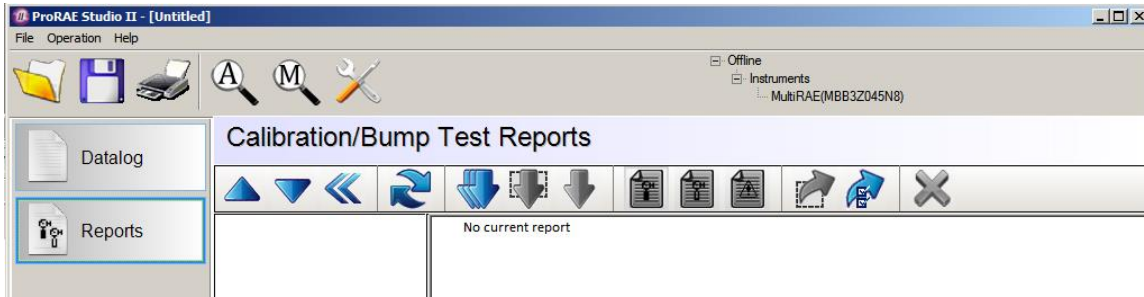 ProRAE Studio II - [Untitled]
File Operation Help
A M
Offline
Instruments
MultiRAE(MBB3Z045N8)
Datalog
Calibration/Bump Test Reports
Reports
No current report